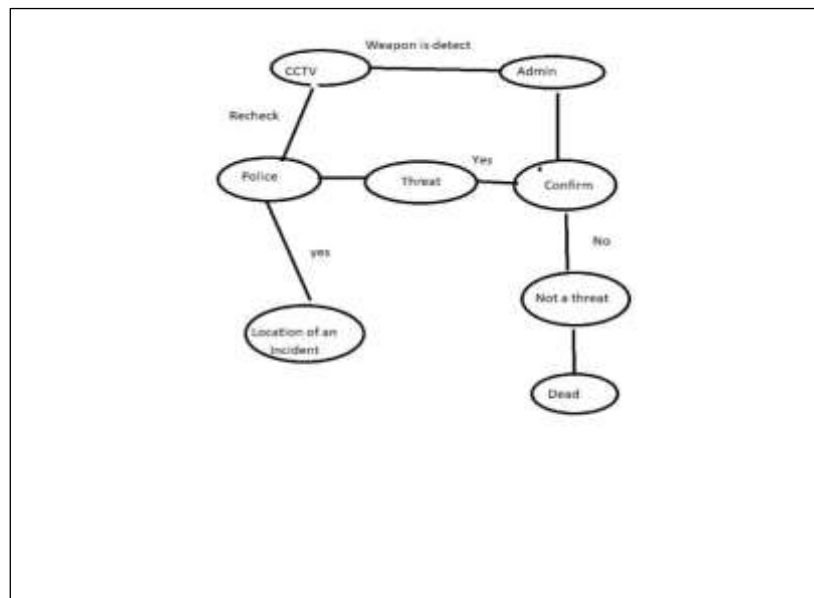 Weapon is detect
CCTV
Admin
Recheck
Police
Threat
Yes
Confirm
yes
No
Not a threat
Location of an
Incident
Dead